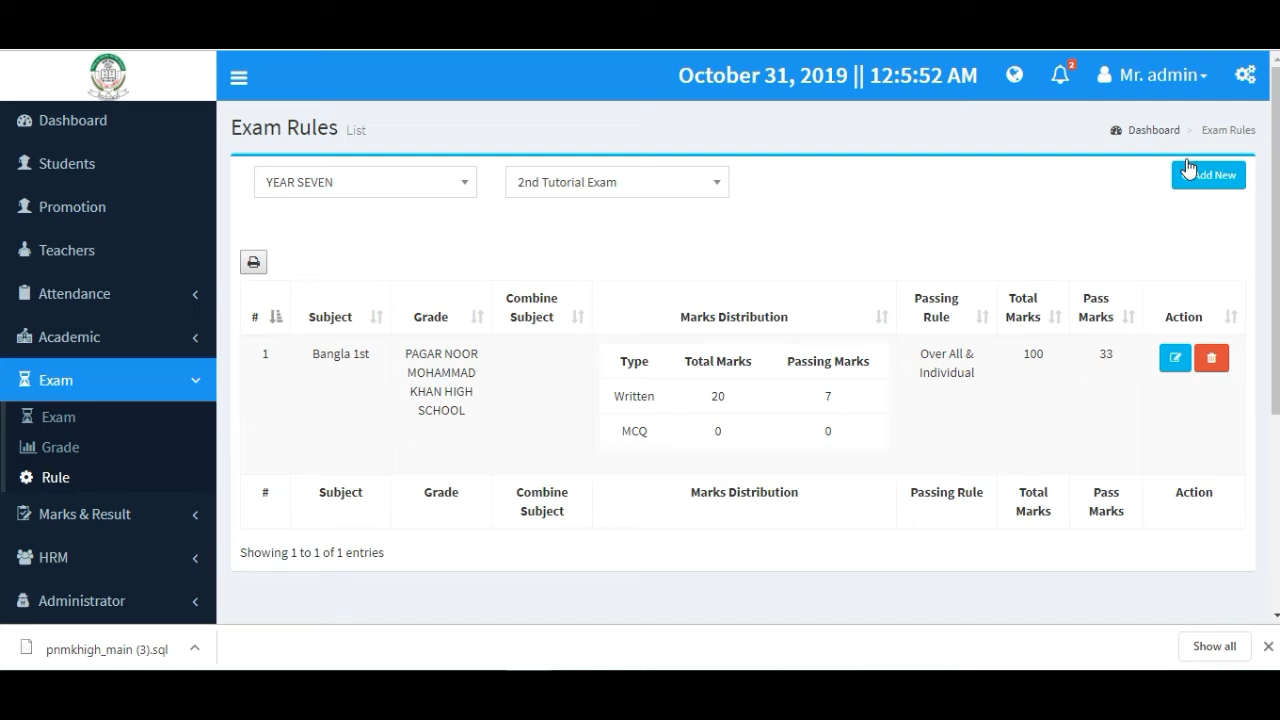 October 31, 2019 || 12:5:52 AM
2
Mr. admin
Dashboard
Students
Promotion
Teachers
Attendance
Academic
Exam
Exam
Grade
Rule
Marks & Result
HRM
Administrator
Exam Rules List
Dashboard > Exam Rules
YEAR SEVEN
2nd Tutorial Exam
Add New
# Subject Grade Combine Subject Marks Distribution Passing Rule Total Marks Pass Marks Action
1 Bangla 1st PAGAR NOOR MOHAMMAD KHAN HIGH SCHOOL
Type Total Marks Passing Marks
Written 20 7
MCQ 0 0
Over All & Individual 100 33
# Subject Grade Combine Subject Marks Distribution Passing Rule Total Marks Pass Marks Action
Showing 1 to 1 of 1 entries
pnmkhigh_main (3).sql
Show all